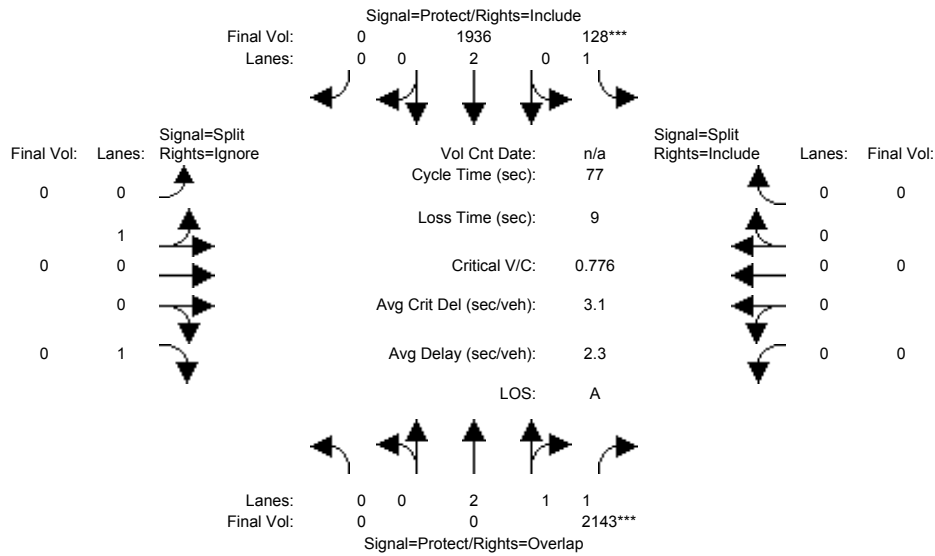 Signal=Protect/Rights=Include
Final Vol: 0 1936 128***
Lanes: 0 0 2 0 1
Signal=Split
Final Vol: Lanes: Rights=Ignore
Vol Cnt Date: n/a
Signal=Split
Rights=Include Lanes: Final Vol:
Cycle Time (sec): 77
0 0
0 0
Loss Time (sec): 9
1
0
0 0
Critical V/C: 0.776
0 0
0
Avg Crit Del (sec/veh): 3.1
0
0 1
Avg Delay (sec/veh): 2.3
0 0
LOS: A
Lanes: 0 0 2 1 1
Final Vol: 0 0 2143***
Signal=Protect/Rights=Overlap